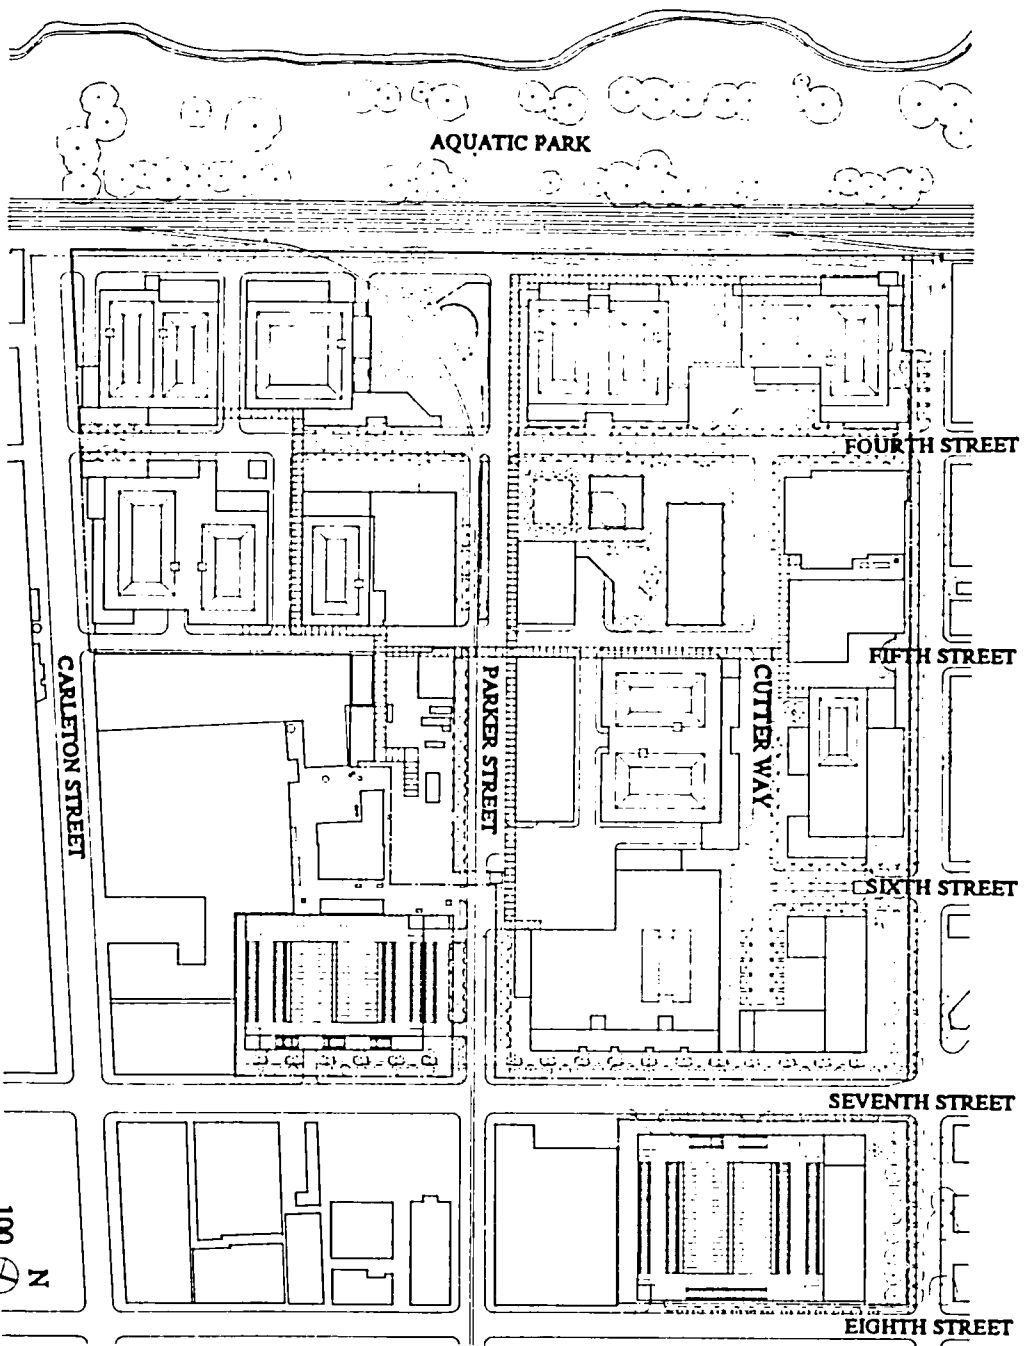 AQUATIC PARK
FOURTH STREET
FIFTH STREET
CARLETON STREET
PARKER STREET
CUTTER WAY
SIXTH STREET
SEVENTH STREET
100
N
EIGHTH STREET